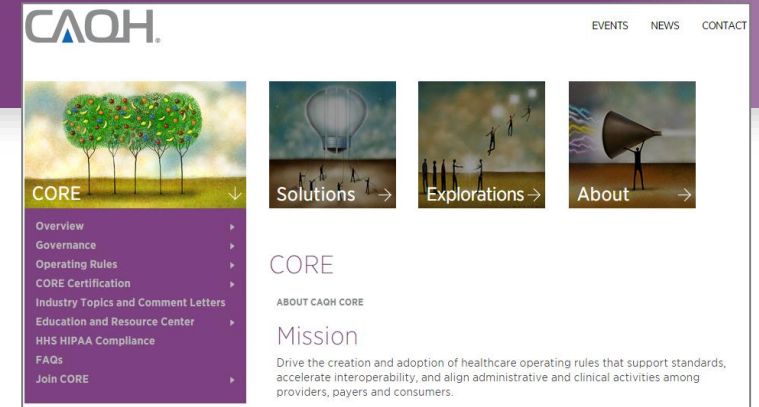 CAQH®
EVENTS NEWS CONTACT
CORE
Solutions
Explorations
About
Overview
Governance
Operating Rules
CORE Certification
Industry Topics and Comment Letters
Education and Resource Center
HHS HIPAA Compliance
FAQs
Join CORE
CORE
ABOUT CAQH CORE
Mission
Drive the creation and adoption of healthcare operating rules that support standards,
accelerate interoperability, and align administrative and clinical activities among
providers, payers and consumers.